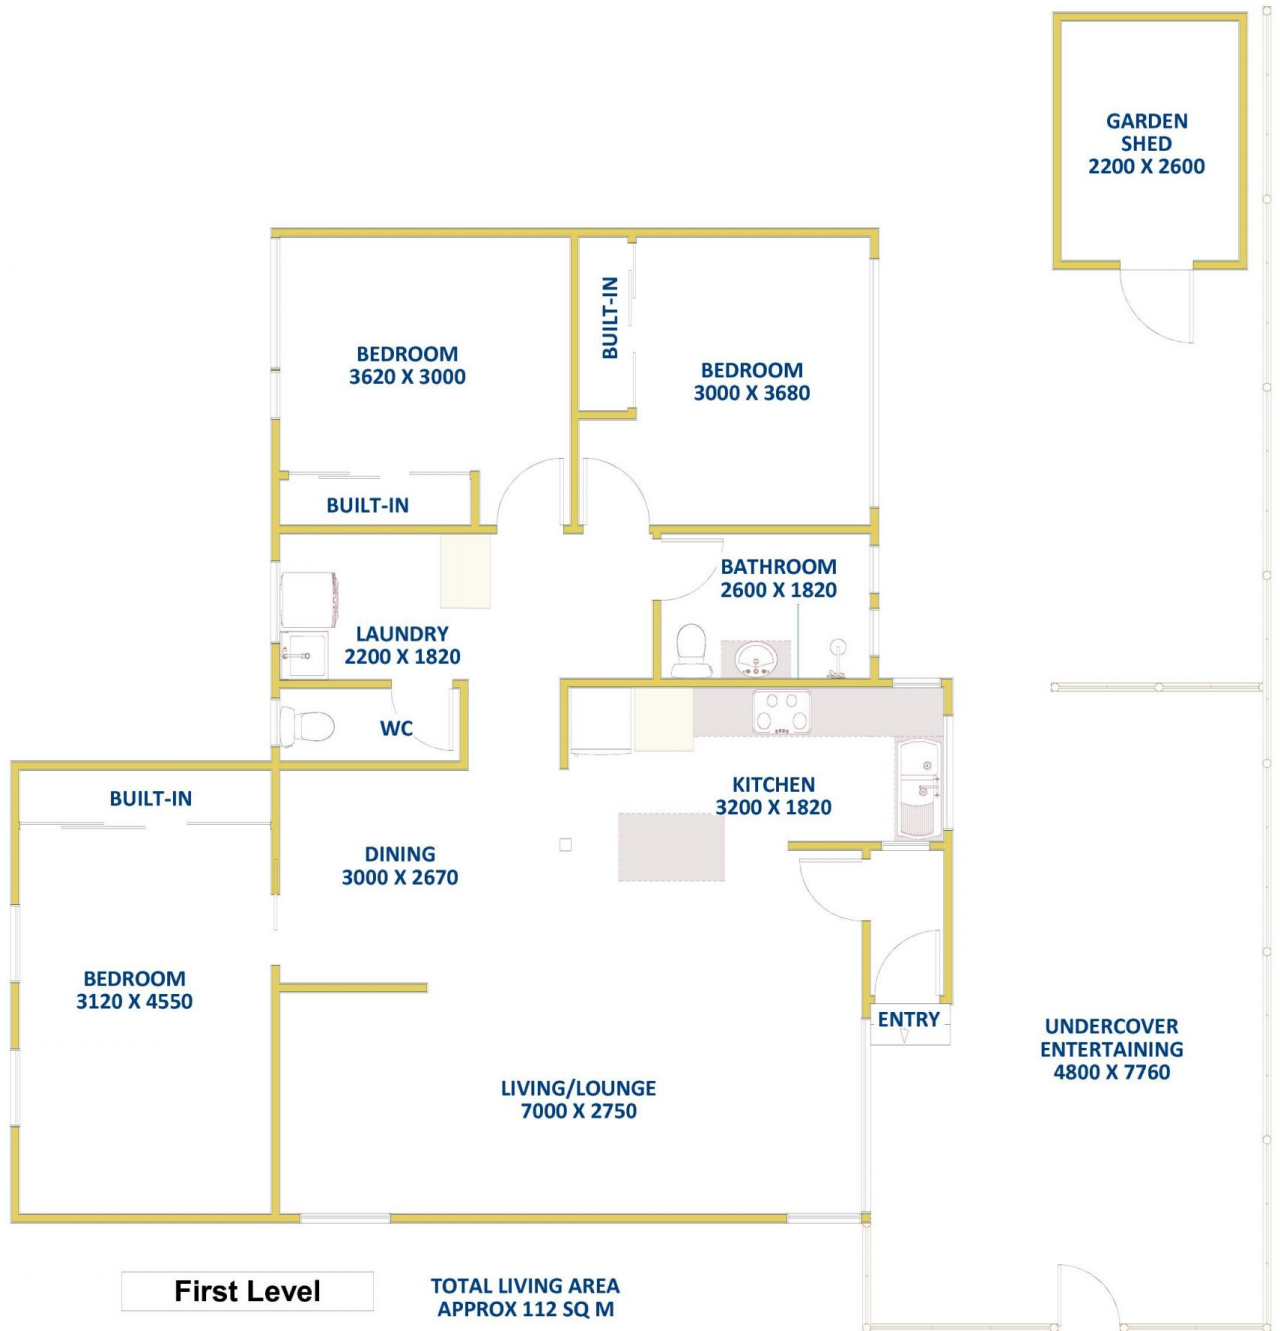 GARDEN
SHED
2200 X 2600
BEDROOM
3620 X 3000
BUILT-IN
BUILT-IN
BEDROOM
3000 X 3680
LAUNDRY
2200 X 1820
BATHROOM
2600 X 1820
WC
KITCHEN
3200 X 1820
BUILT-IN
DINING
3000 X 2670
BEDROOM
3120 X 4550
ENTRY
UNDERCOVER
ENTERTAINING
4800 X 7760
LIVING/LOUNGE
7000 X 2750
First Level
TOTAL LIVING AREA
APPROX 112 SQ M